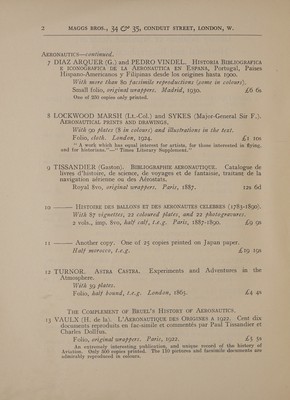 2 MAGGS BROS., 34 & 35, CONDUIT STREET, LONDON, W.
AERONAUTICS—continued.
7 DIAZ ARQUER (G.) and PEDRO VINDEL. HISTORIA BIBLIOGRAFICA
E ICONOGRAFICA DE LA AERONAUTICA EN ESPANA, Portugal, Paises
Hispano-Americanos y Filipinas desde los origines hasta 1900.
With more than 80 facsimile reproductions (some in colours).
Small folio, original wrappers. Madrid, 1930. £6 6s
One of 250 copies only printed.
8 LOCKWOOD MARSH (Lt.-Col.) and SYKES (Major-General Sir F.).
AERONAUTICAL PRINTS AND DRAWINGS.
With 90 plates (8 in colours) and illustrations in the text.
Folio, cloth. London, 1924. £1 10s
"A work which has equal interest for artists, for those interested in flying,
and for historians."—"Times Literary Supplement."
9 TISSANDIER (Gaston). BIBLIOGRAPHIE AERONAUTIQUE. Catalogue de
livres d'histoire, de science, de voyages et de fantaisie, traitant de la
navigation aérienne ou des Aérostats.
Royal 8vo, original wrappers. Paris, 1887. 12s 6d
10 —— HISTOIRE DES BALLONS ET DES AERONAUTES CELEBRES (1783-1890).
With 87 vignettes, 22 coloured plates, and 22 photogravures.
2 vols., imp. 8vo, half calf, t.e.g. Paris, 1887-1890. £9 9s
11 —— Another copy. One of 25 copies printed on Japan paper.
Half morocco, t.e.g. £19 19s
12 TURNOR. ASTRA CASTRA. Experiments and Adventures in the
Atmosphere.
With 39 plates.
Folio, half bound, t.e.g. London, 1865. £4 4s
THE COMPLEMENT OF BRUEL'S HISTORY OF AERONAUTICS.
13 VAULX (H. de la). L'AERONAUTIQUE DES ORIGINES A 1922. Cent dix
documents reproduits en fac-simile et commentés par Paul Tissandier et
Charles Dollfus.
Folio, original wrappers. Paris, 1922. £5 5s
An extremely interesting publication, and unique record of the history of
Aviation. Only 500 copies printed. The 110 pictures and facsimile documents are
admirably reproduced in colours.